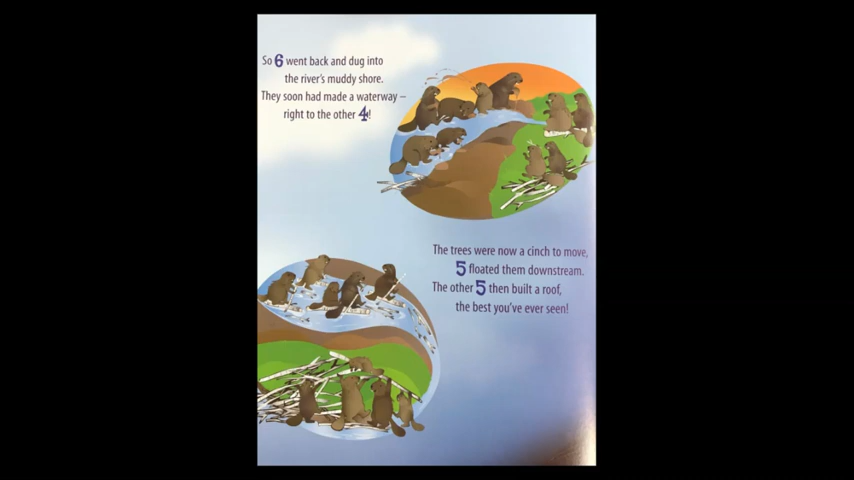 So 6 went back and dug into
the river's muddy shore.
They soon had made a waterway –
right to the other 4!
The trees were now a cinch to move,
5 floated them downstream.
The other 5 then built a roof,
the best you've ever seen!